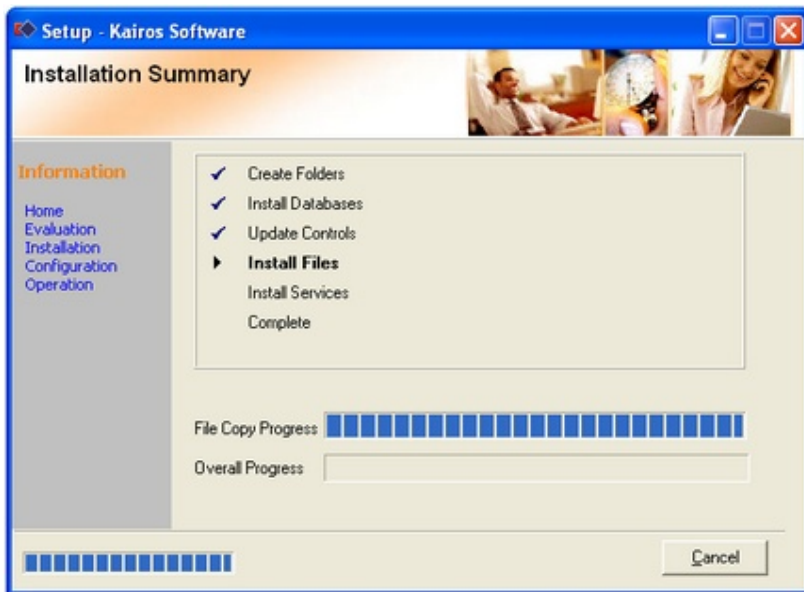 Setup - Kairos Software
Installation Summary
Information
Home
Evaluation
Installation
Configuration
Operation
Create Folders
Install Databases
Update Controls
Install Files
Install Services
Complete
File Copy Progress
Overall Progress
Cancel